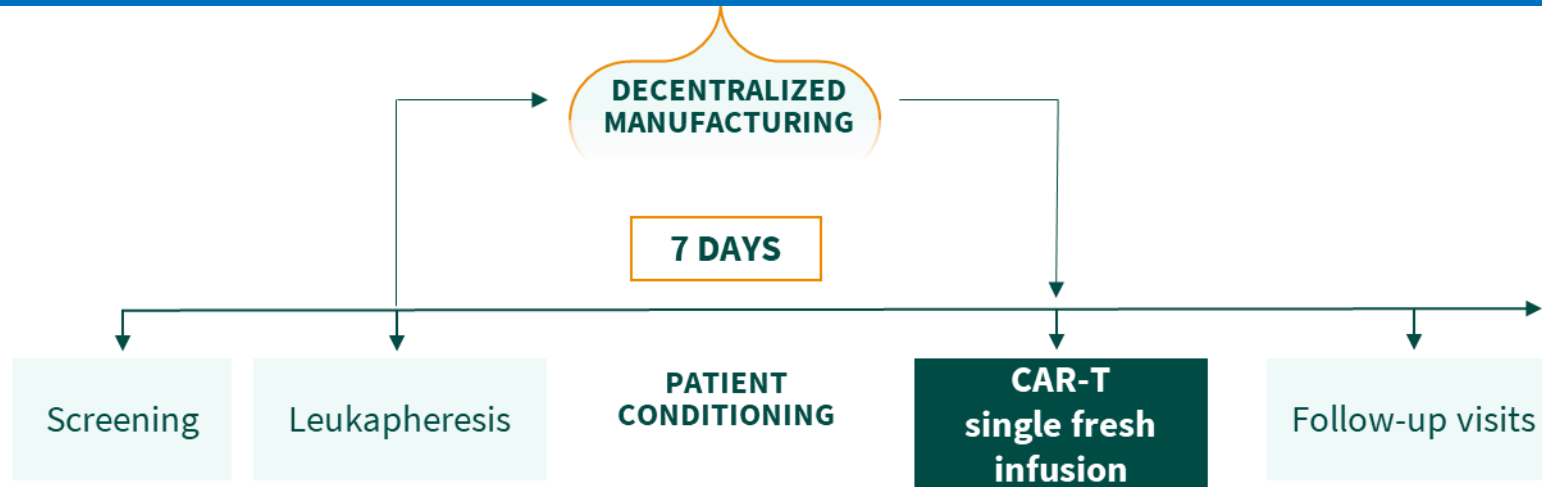 DECENTRALIZED
MANUFACTURING
7 DAYS
Screening
Leukapheresis
PATIENT
CONDITIONING
CAR-T
single fresh
infusion
Follow-up visits